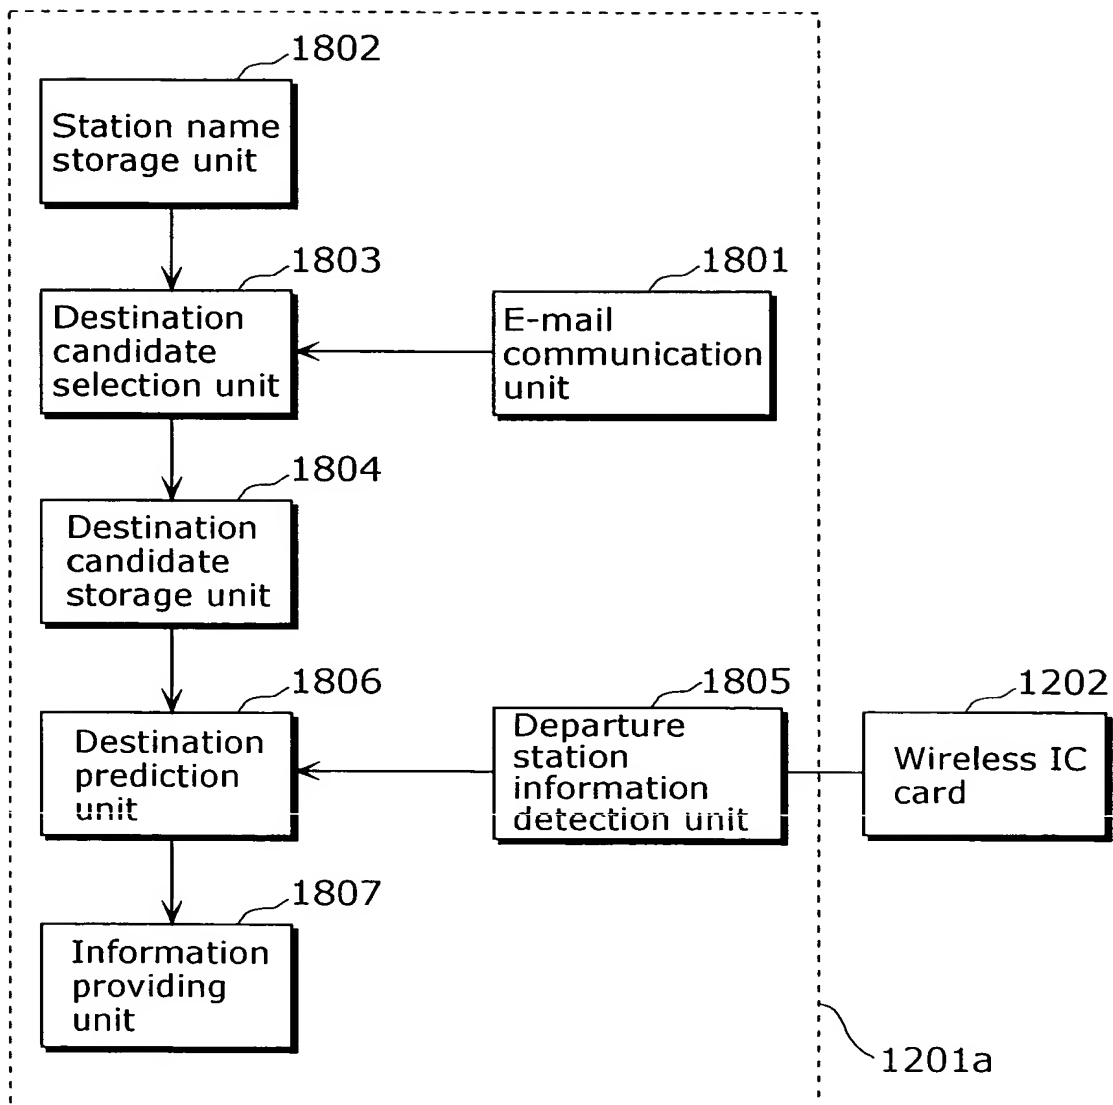 1802
Station name
storage unit
1803
1801
Destination
candidate
selection unit
E-mail
communication
unit
1804
Destination
candidate
storage unit
1806
1805
1202
Destination
prediction
unit
Departure
station
information
detection unit
Wireless IC
card
1807
Information
providing
unit
1201a